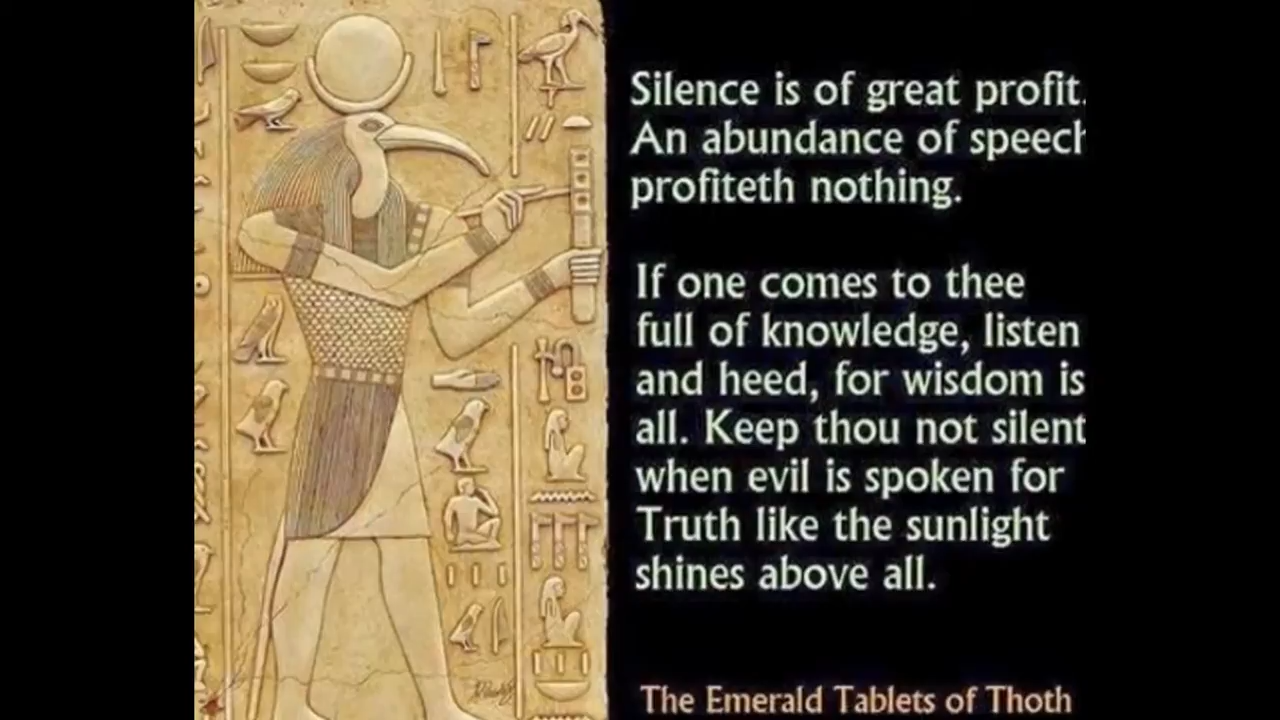 Silence is of great profit.
An abundance of speech
profiteth nothing.
If one comes to thee
full of knowledge, listen
and heed, for wisdom is
all. Keep thou not silent
when evil is spoken for
Truth like the sunlight
shines above all.
The Emerald Tablets of Thoth